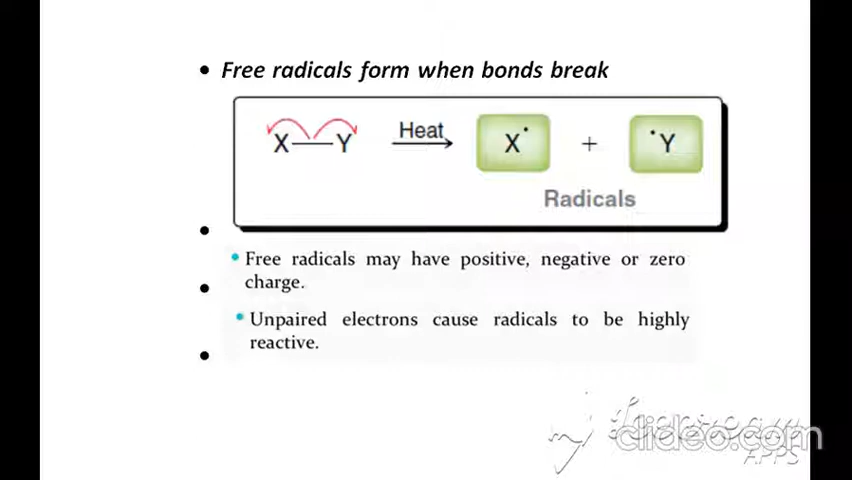 • Free radicals form when bonds break
X—Y Heat X• + •Y
Radicals
• Free radicals may have positive, negative or zero
charge.
• Unpaired electrons cause radicals to be highly
reactive.
clideo.com
APPS